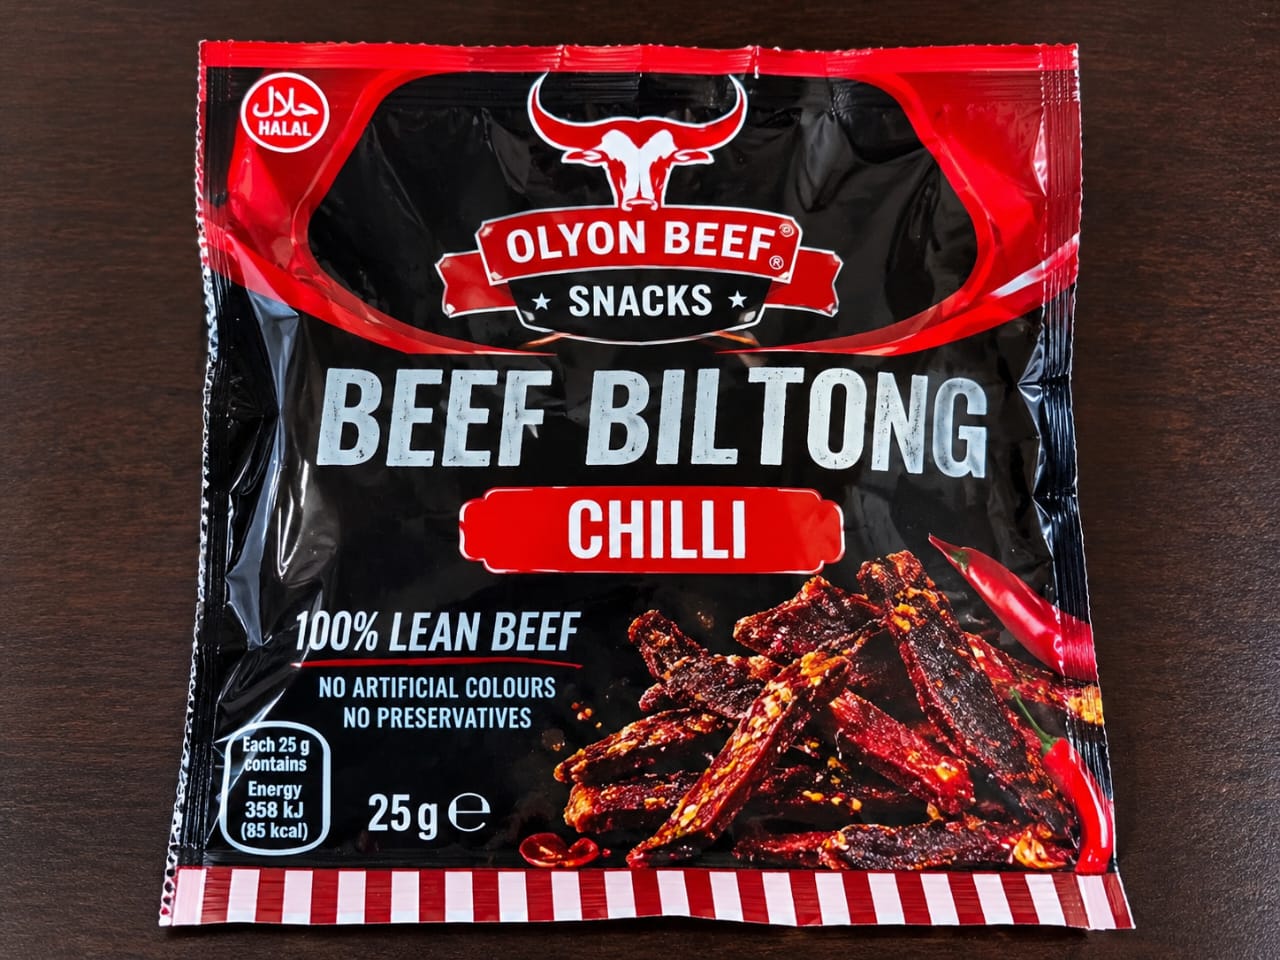 حلال
HALAL
OLYON BEEF®
®
SNACKS
BEEF BILTONG
CHILLI
100% LEAN BEEF
NO ARTIFICIAL COLOURS
NO PRESERVATIVES
Each 25 g
contains
Energy
358 kJ
(85 kcal)
25g ℮